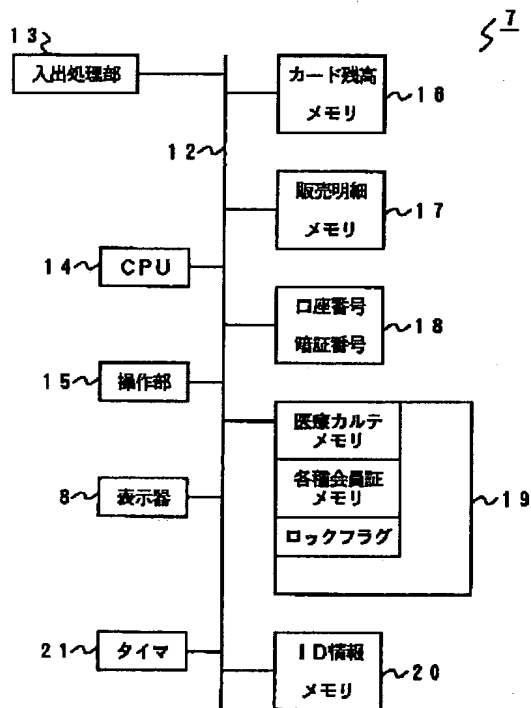 7
13
入出処理部
カード残高
メモリ
16
12
販売明細
メモリ
17
14
CPU
口座番号
暗証番号
18
15
操作部
医療カルテ
メモリ
各種会員証
メモリ
ロックフラグ
19
8
表示器
21
タイマ
ID情報
メモリ
20